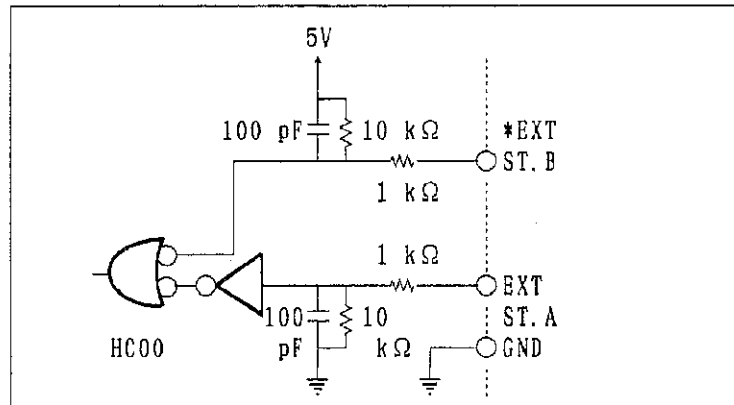 5V
100 pF
10 kΩ
*EXT
ST.B
1 kΩ
1 kΩ
EXT
ST.A
100
pF
10
kΩ
GND
HC00